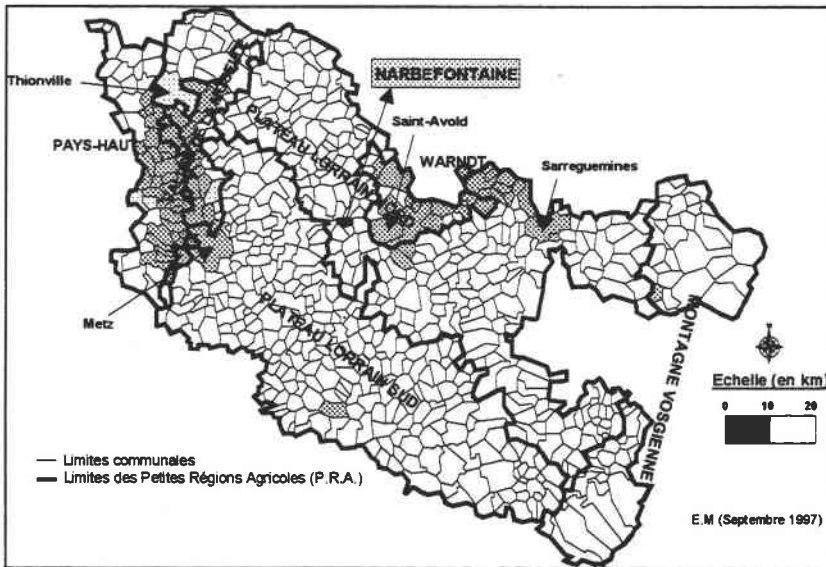 NARBEFONTAINE
Thionville
Saint-Avold
PAYS-HAUT
PLATEAU LORRAIN
WARNDT
Sarreguemines
Metz
PLATEAU LORRAIN SUD
MONTAGNE VOSGIENNE
Echelle (en km)
0 10 20
Limites communales
Limites des Petites Régions Agricoles (P.R.A.)
E.M (Septembre 1997)